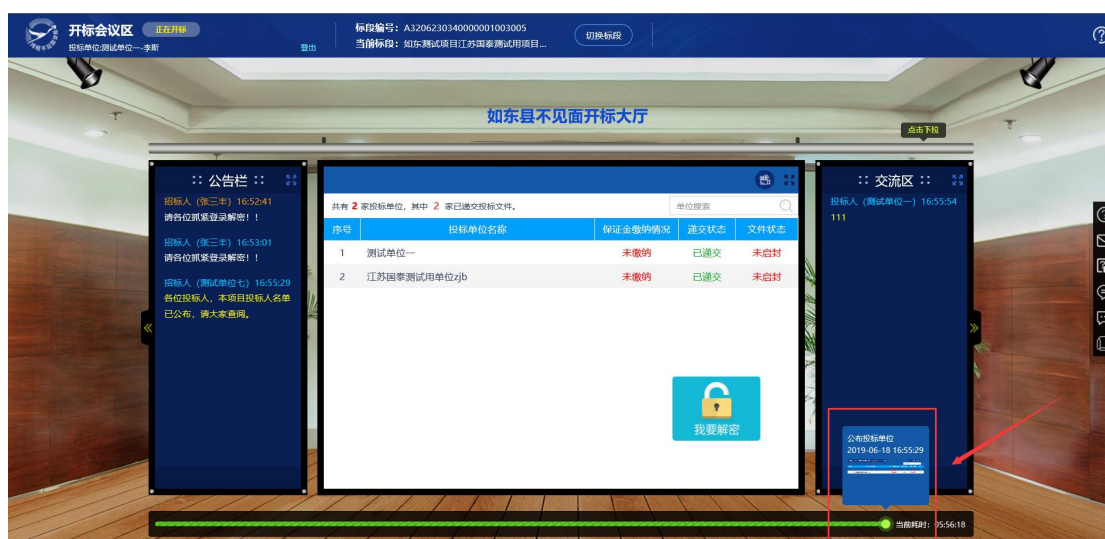 开标会议区 正在开标
投标单位:测试单位一-李斯 登出
标段编号：A3206230340000001003005
当前标段：如东测试项目江苏国泰测试用项目...
切换标段
如东县不见面开标大厅
点击下拉
:: 公告栏 ::
招标人（张三丰）16:52:41
请各位抓紧登录解密！！
招标人（张三丰）16:53:01
请各位抓紧登录解密！！
招标人（测试单位七）16:55:29
各位投标人，本项目投标人名单
已公布，请大家查阅。
共有 2 家投标单位，其中 2 家已递交投标文件。 单位搜索
序号 投标单位名称 保证金缴纳情况 递交状态 文件状态
1 测试单位一 未缴纳 已递交 未启封
2 江苏国泰测试用单位zjb 未缴纳 已递交 未启封
我要解密
:: 交流区 ::
投标人（测试单位一）16:55:54
111
公布投标单位
2019-06-18 16:55:29
当前耗时：05:56:18